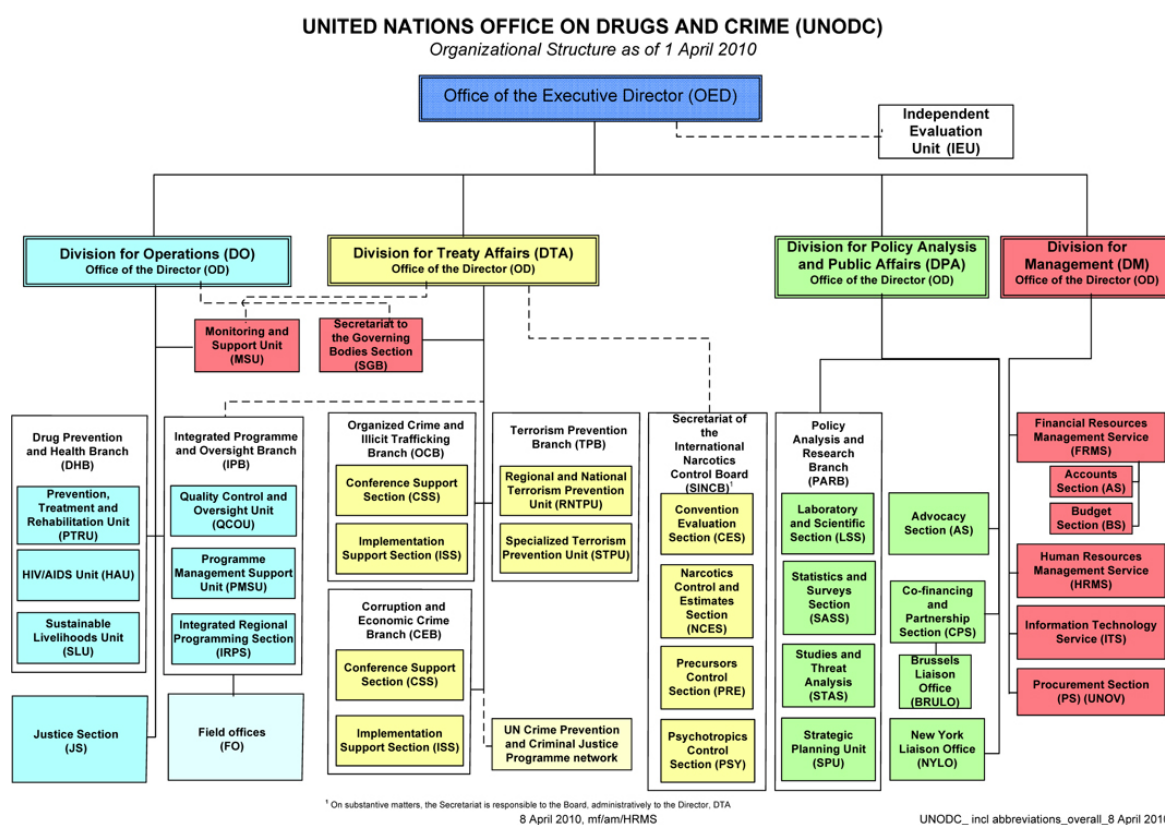 UNITED NATIONS OFFICE ON DRUGS AND CRIME (UNODC)
Organizational Structure as of 1 April 2010
Office of the Executive Director (OED)
Independent
Evaluation
Unit (IEU)
Division for Operations (DO)
Office of the Director (OD)
Division for Treaty Affairs (DTA)
Office of the Director (OD)
Division for Policy Analysis
and Public Affairs (DPA)
Office of the Director (OD)
Division for
Management (DM)
Office of the Director (OD)
Monitoring and
Support Unit
(MSU)
Secretariat to
the Governing
Bodies Section
(SGB)
Drug Prevention
and Health Branch
(DHB)
Prevention,
Treatment and
Rehabilitation Unit
(PTRU)
HIV/AIDS Unit (HAU)
Sustainable
Livelihoods Unit
(SLU)
Justice Section
(JS)
Integrated Programme
and Oversight Branch
(IPB)
Quality Control and
Oversight Unit
(QCOU)
Programme
Management Support
Unit (PMSU)
Integrated Regional
Programming Section
(IRPS)
Field offices
(FO)
Organized Crime and
Illicit Trafficking
Branch (OCB)
Conference Support
Section (CSS)
Implementation
Support Section (ISS)
Corruption and
Economic Crime
Branch (CEB)
Conference Support
Section (CSS)
Implementation
Support Section (ISS)
Terrorism Prevention
Branch (TPB)
Regional and National
Terrorism Prevention
Unit (RNTPU)
Specialized Terrorism
Prevention Unit (STPU)
UN Crime Prevention
and Criminal Justice
Programme network
Secretariat of
the
International
Narcotics
Control Board
(SINCB)¹
Convention
Evaluation
Section (CES)
Narcotics
Control and
Estimates
Section
(NCES)
Precursors
Control
Section (PRE)
Psychotropics
Control
Section (PSY)
Policy
Analysis and
Research
Branch
(PARB)
Laboratory
and Scientific
Section (LSS)
Statistics and
Surveys
Section
(SASS)
Studies and
Threat
Analysis
(STAS)
Strategic
Planning Unit
(SPU)
Advocacy
Section (AS)
Co-financing
and
Partnership
Section (CPS)
Brussels
Liaison
Office
(BRULO)
New York
Liaison Office
(NYLO)
Financial Resources
Management Service
(FRMS)
Accounts
Section (AS)
Budget
Section (BS)
Human Resources
Management Service
(HRMS)
Information Technology
Service (ITS)
Procurement Section
(PS) (UNOV)
¹ On substantive matters, the Secretariat is responsible to the Board, administratively to the Director, DTA
8 April 2010, mf/am/HRMS
UNODC_ incl abbreviations_overall_8 April 2010